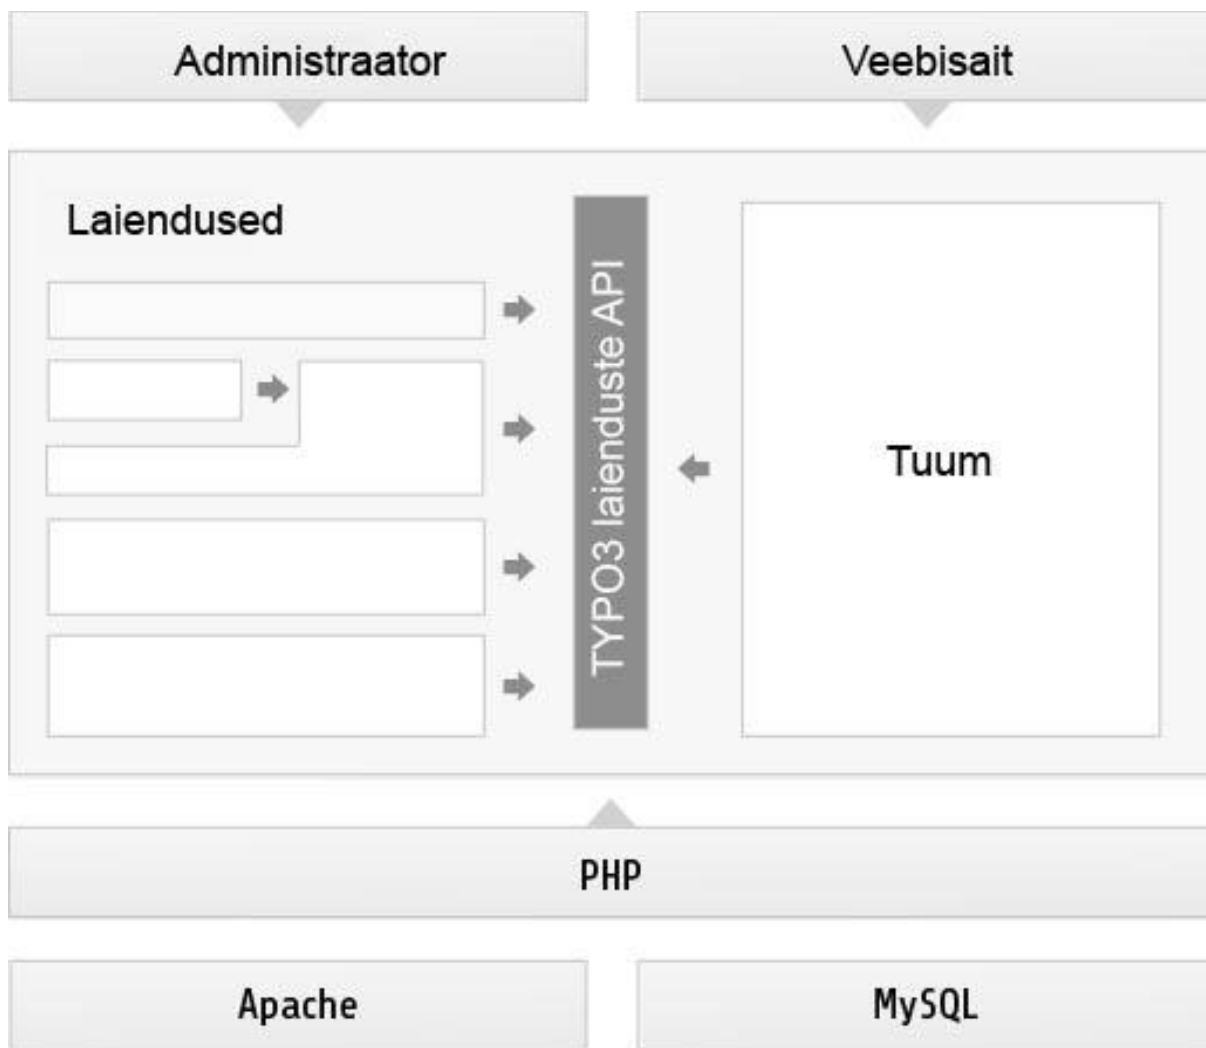 Administraator
Veebisait
Laiendused
TYPO3 laienduste API
Tuum
PHP
Apache
MySQL